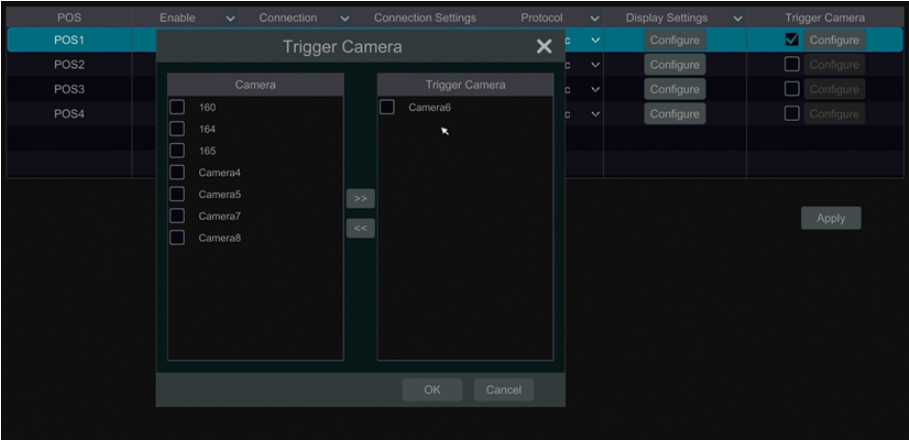 POS Enable Connection Connection Settings Protocol Display Settings Trigger Camera
POS1 c Configure Configure
POS2 c Configure Configure
POS3 c Configure Configure
POS4 c Configure Configure
Trigger Camera
Camera
160
164
165
Camera4
Camera5
Camera7
Camera8
>>
<<
Trigger Camera
Camera6
OK Cancel
Apply